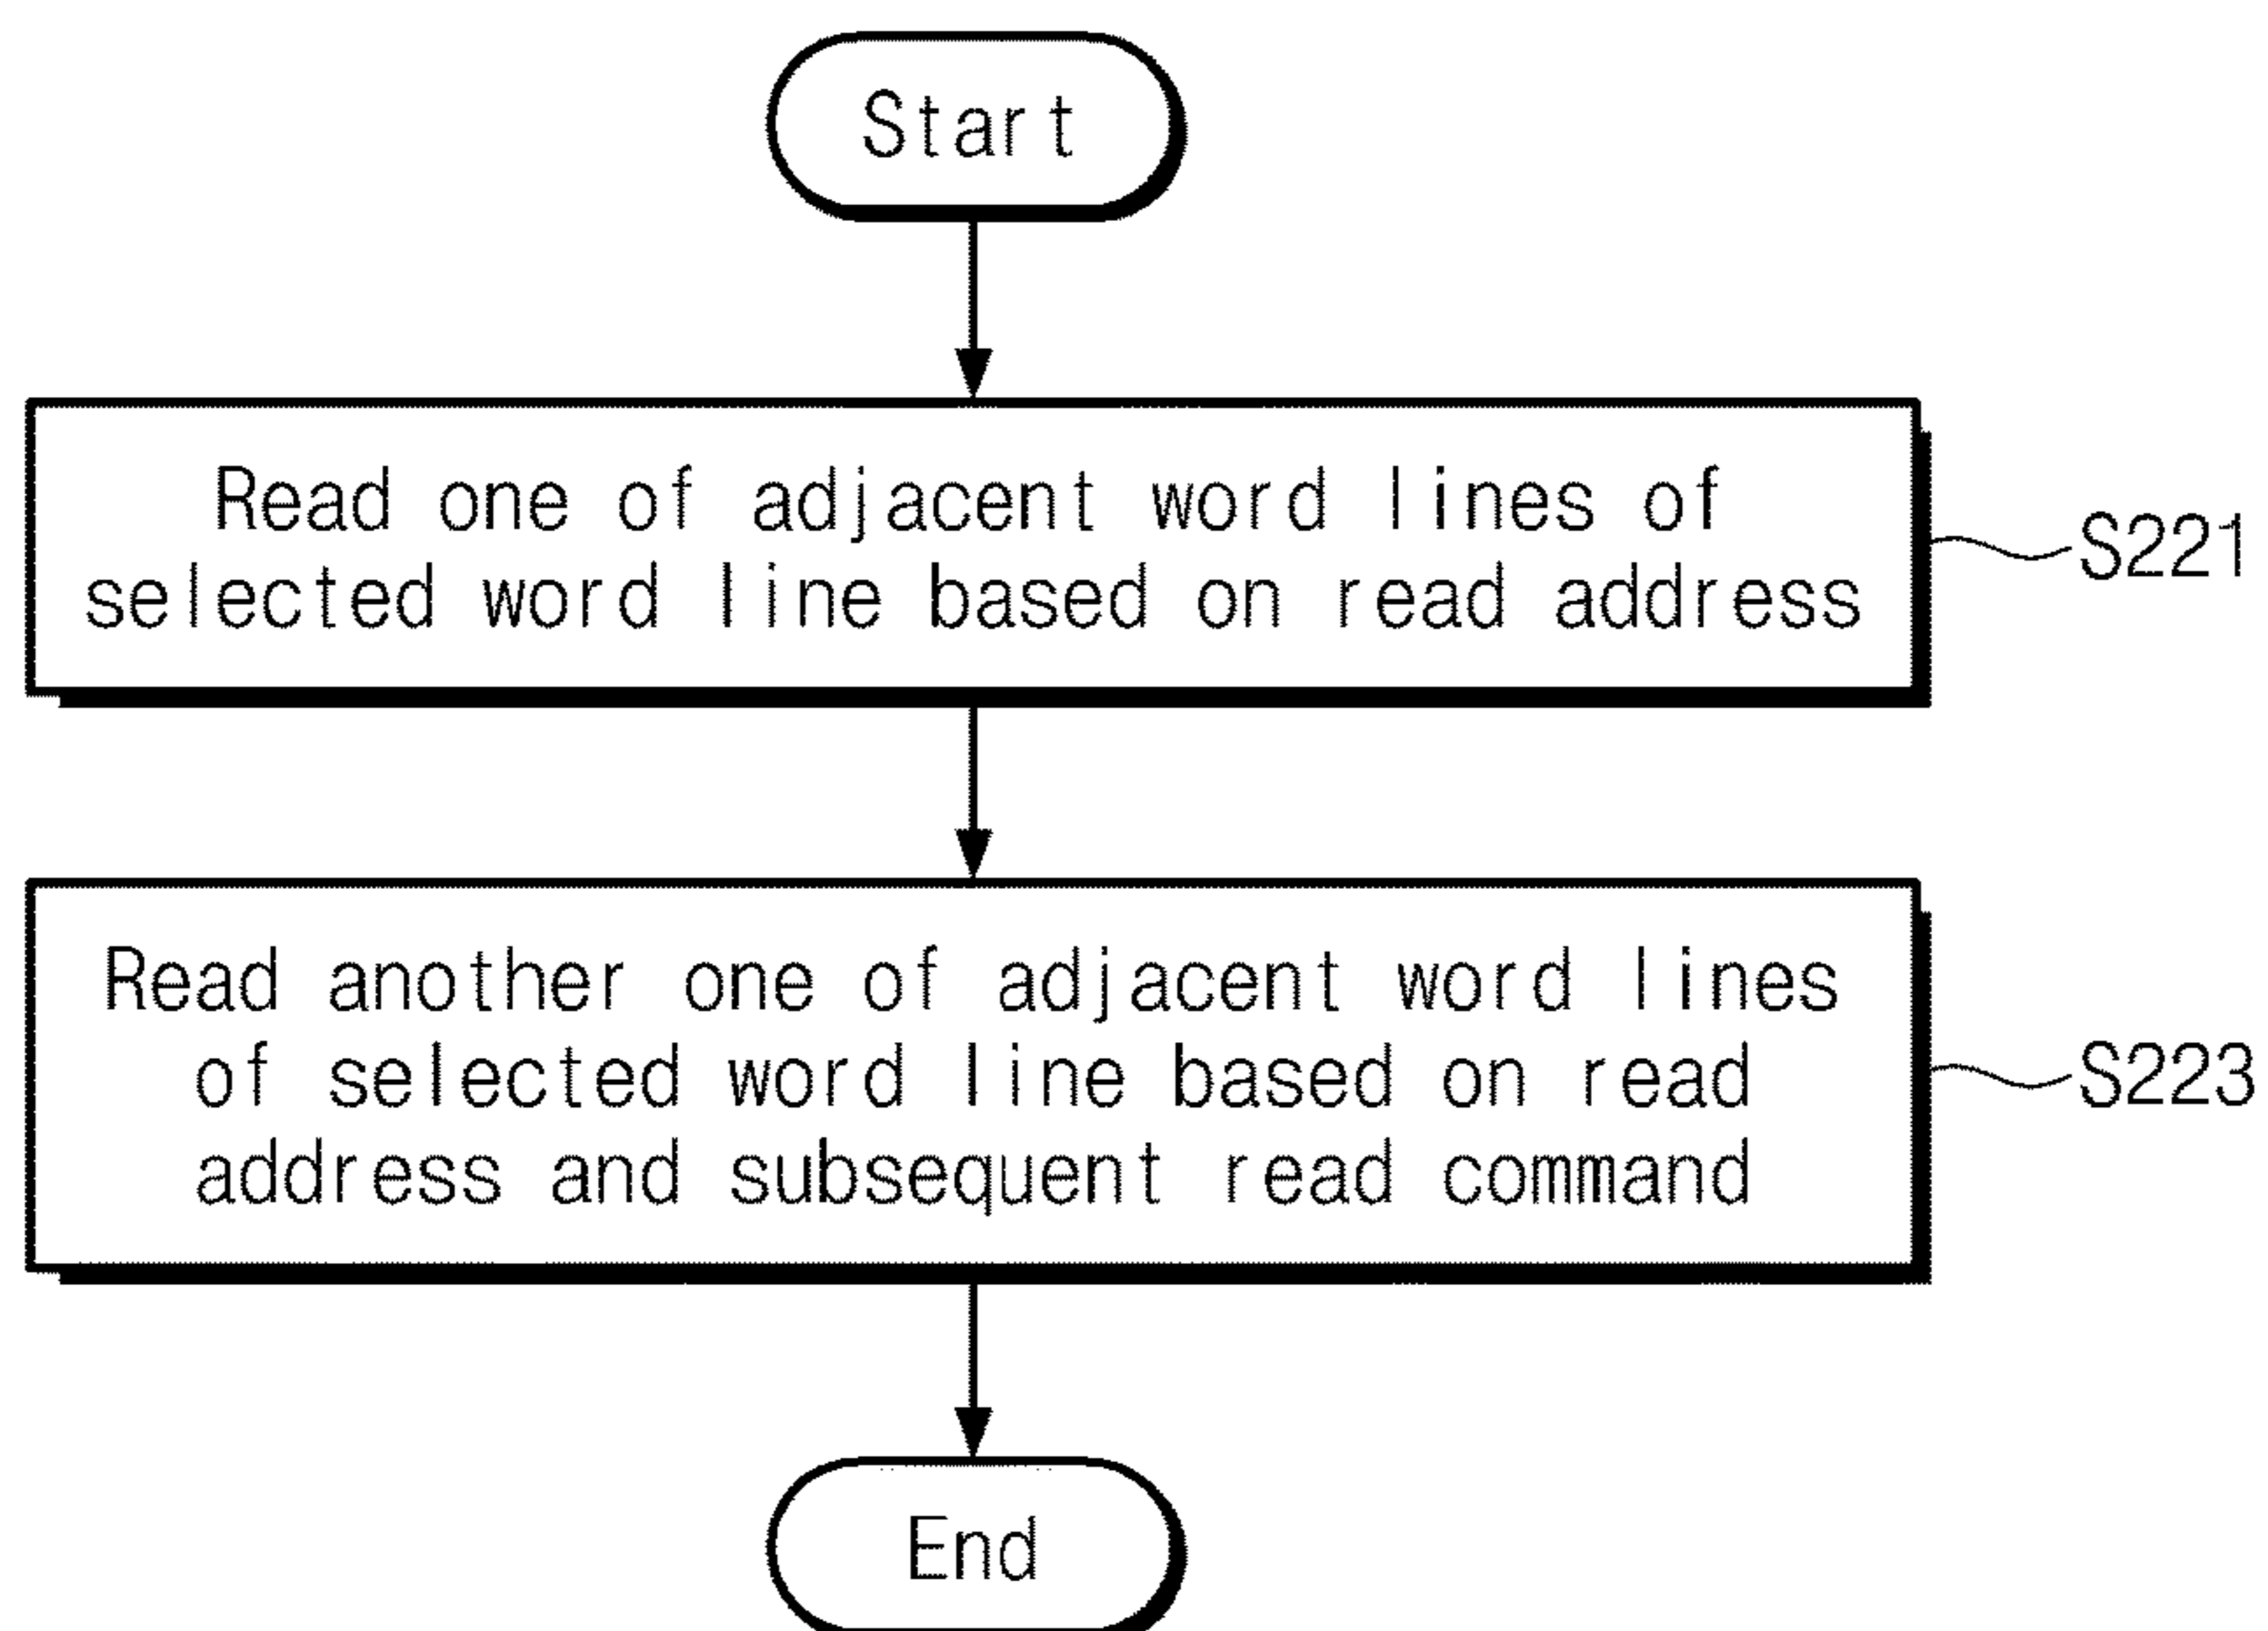 Start
Read one of adjacent word lines of
selected word line based on read address
S221
Read another one of adjacent word lines
of selected word line based on read
address and subsequent read command
S223
End